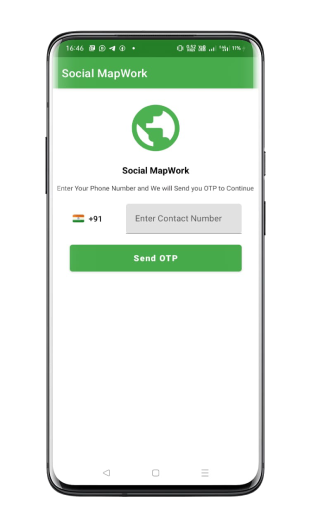 16:46
11%
Social MapWork
Social MapWork
Enter Your Phone Number and We will Send you OTP to Continue
+91
Enter Contact Number
Send OTP